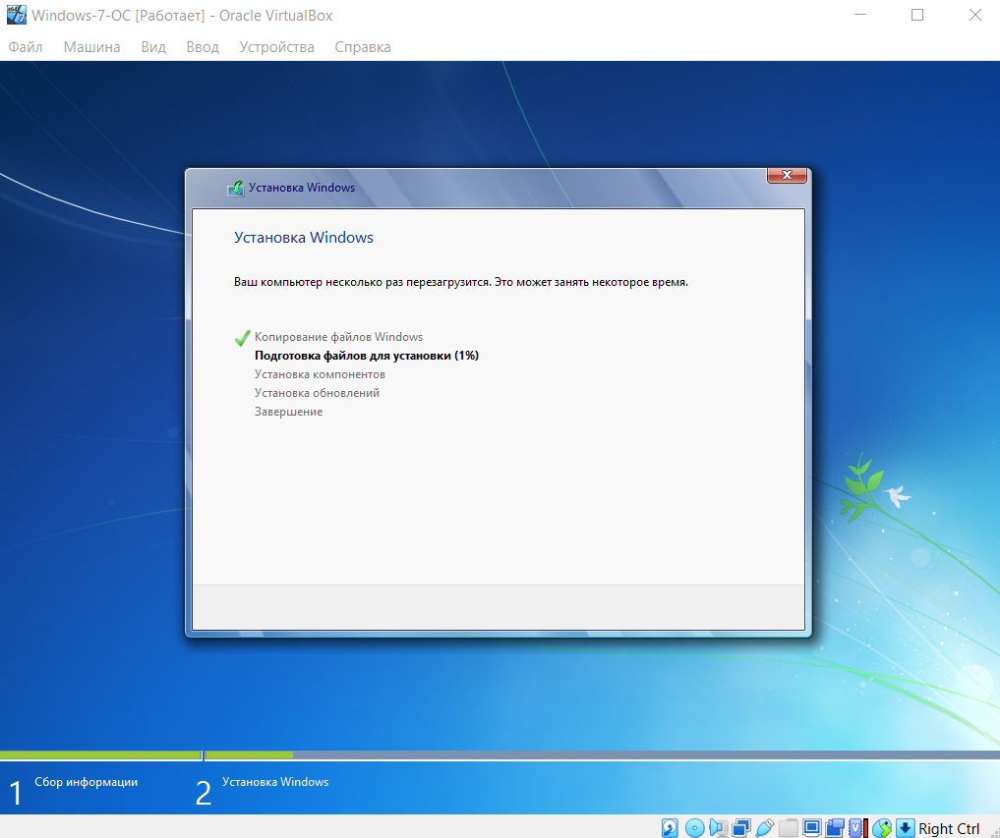 Windows-7-ОС [Работает] - Oracle VirtualBox
Файл Машина Вид Ввод Устройства Справка
Установка Windows
Установка Windows
Ваш компьютер несколько раз перезагрузится. Это может занять некоторое время.
Копирование файлов Windows
Подготовка файлов для установки (1%)
Установка компонентов
Установка обновлений
Завершение
1 Сбор информации 2 Установка Windows
Right Ctrl